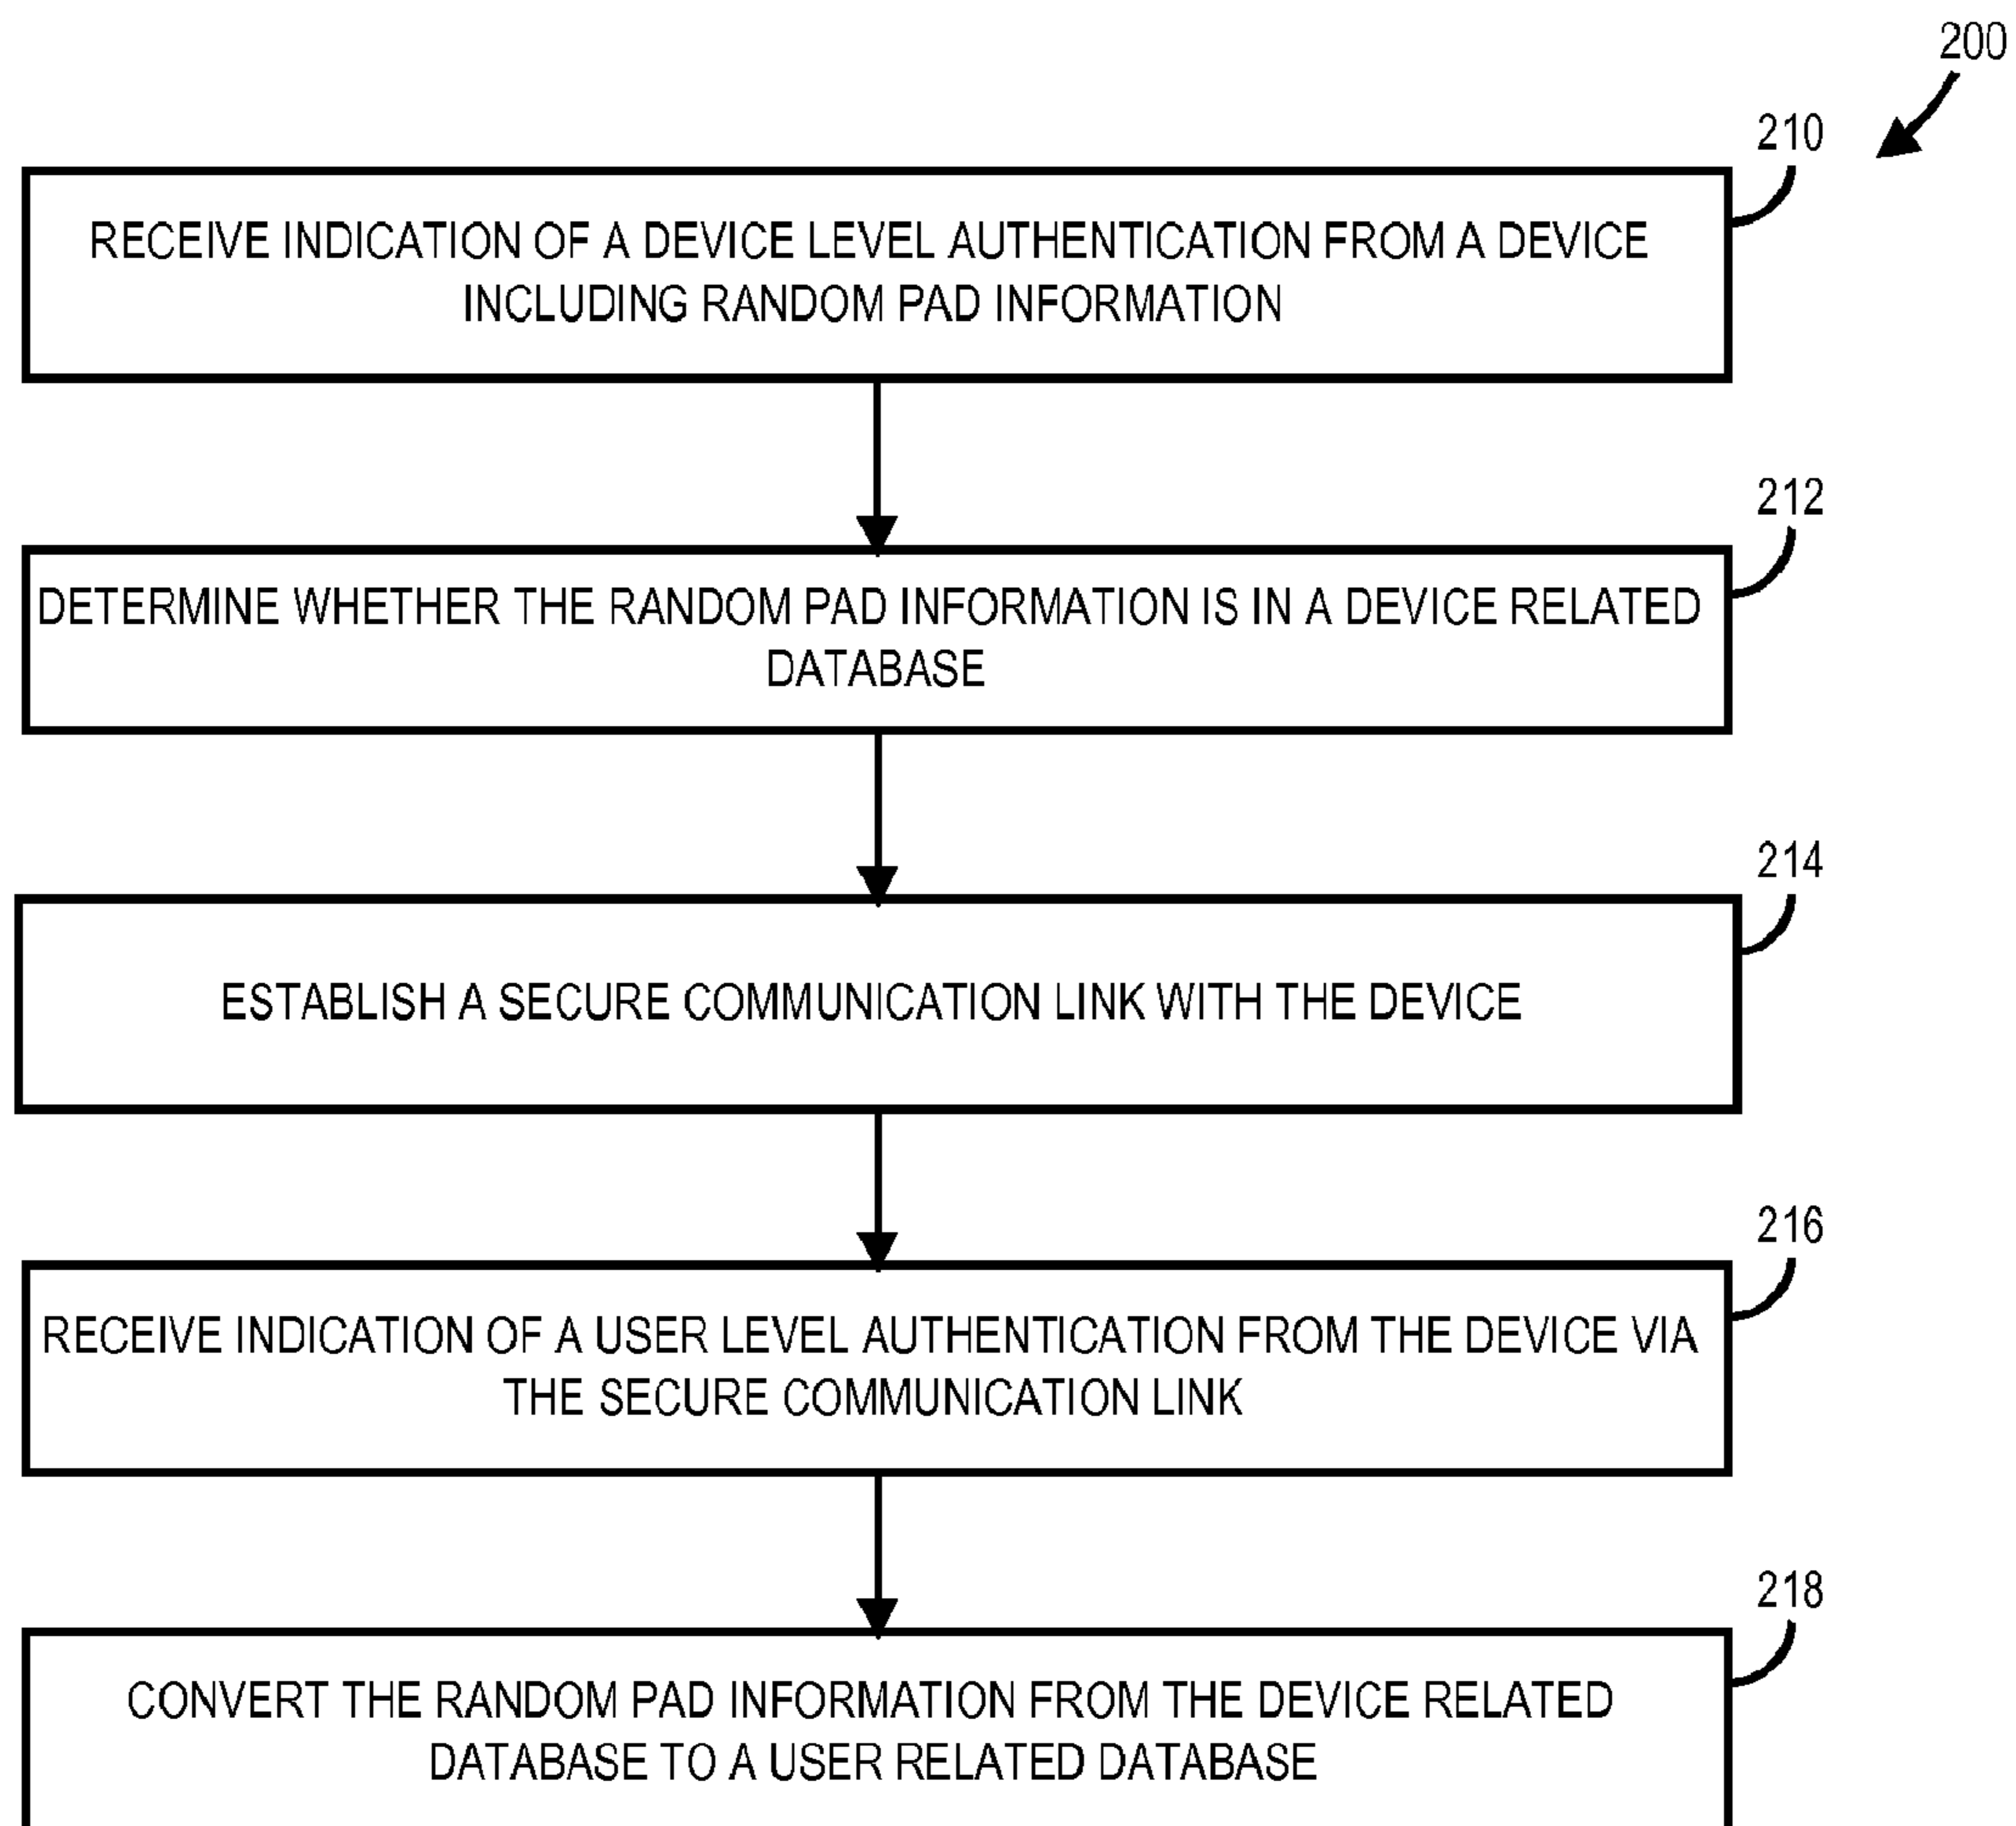 200
210
RECEIVE INDICATION OF A DEVICE LEVEL AUTHENTICATION FROM A DEVICE
INCLUDING RANDOM PAD INFORMATION
212
DETERMINE WHETHER THE RANDOM PAD INFORMATION IS IN A DEVICE RELATED
DATABASE
214
ESTABLISH A SECURE COMMUNICATION LINK WITH THE DEVICE
216
RECEIVE INDICATION OF A USER LEVEL AUTHENTICATION FROM THE DEVICE VIA
THE SECURE COMMUNICATION LINK
218
CONVERT THE RANDOM PAD INFORMATION FROM THE DEVICE RELATED
DATABASE TO A USER RELATED DATABASE